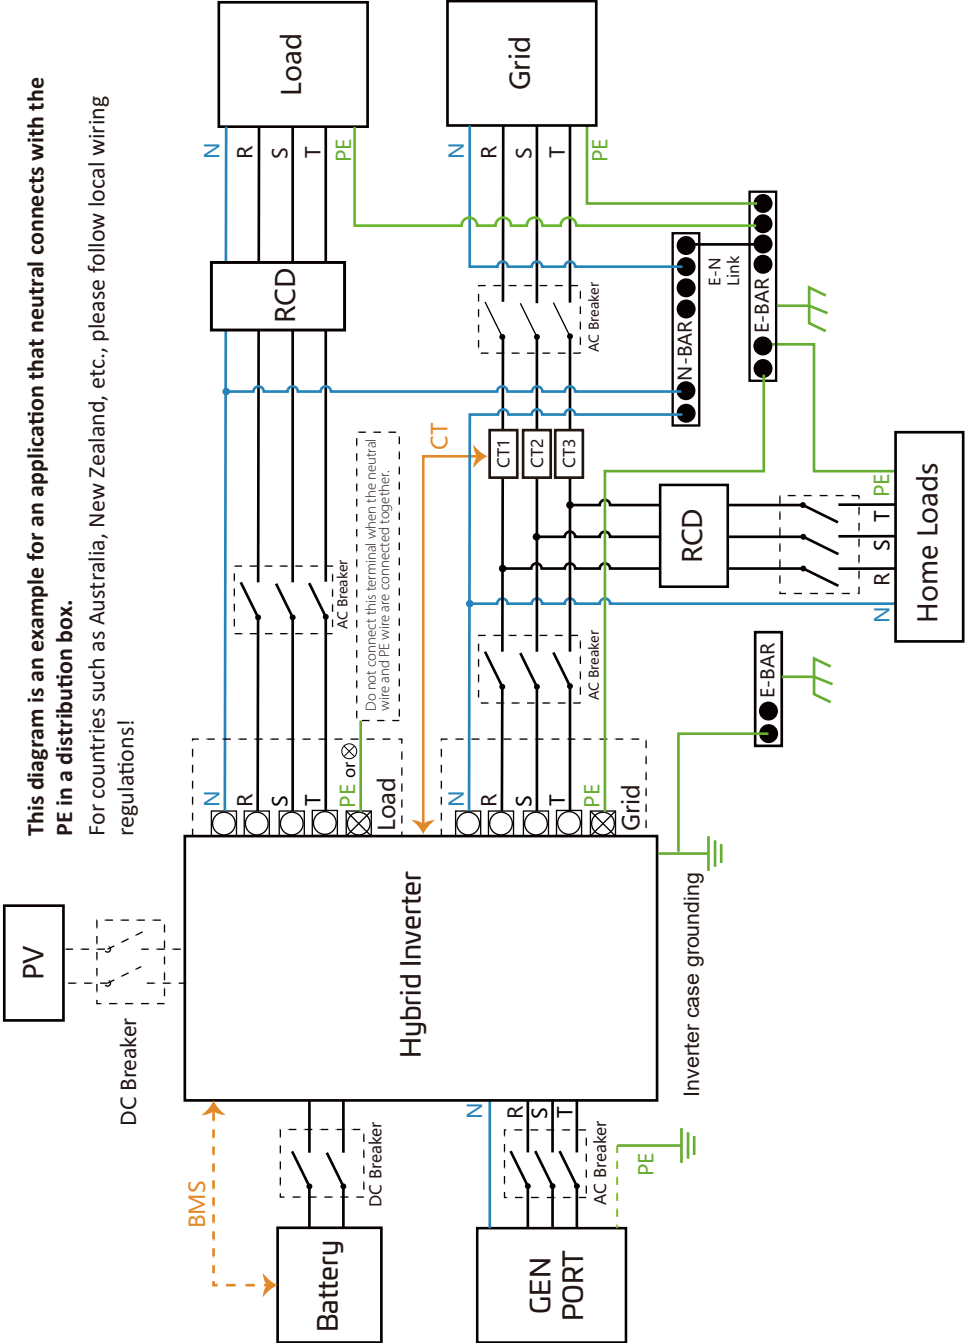 This diagram is an example for an application that neutral connects with the
PE in a distribution box.
For countries such as Australia, New Zealand, etc., please follow local wiring
regulations!
PV
DC Breaker
BMS
Battery
DC Breaker
GEN
PORT
N
R
S
T
AC Breaker
PE
Hybrid Inverter
Inverter case grounding
N
R
S
T
PE or
Load
Do not connect this terminal when the neutral
wire and PE wire are connected together.
AC Breaker
RCD
N
R
S
T
PE
Load
N
R
S
T
PE
Grid
AC Breaker
CT
CT1
CT2
CT3
AC Breaker
N
R
S
T
PE
Grid
N-BAR
E-N
Link
E-BAR
E-BAR
RCD
N
R
S
T
PE
Home Loads